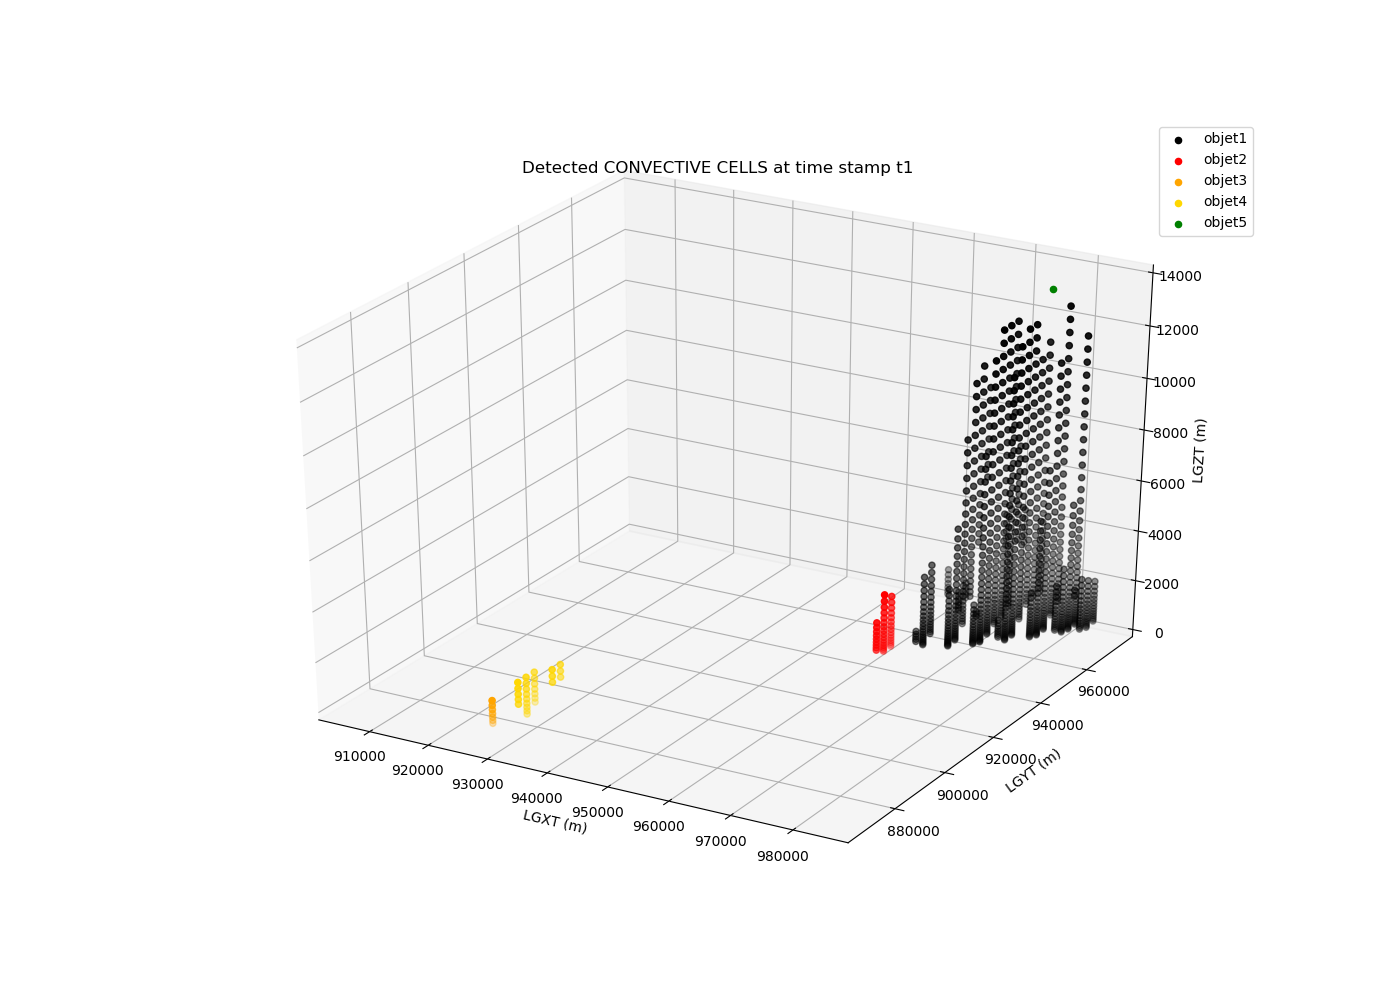 Detected CONVECTIVE CELLS at time stamp t1
objet1
objet2
objet3
objet4
objet5
14000
12000
10000
8000
6000
4000
2000
0
LGZT (m)
960000
940000
920000
900000
880000
LGYT (m)
910000
920000
930000
940000
950000
960000
970000
980000
LGXT (m)